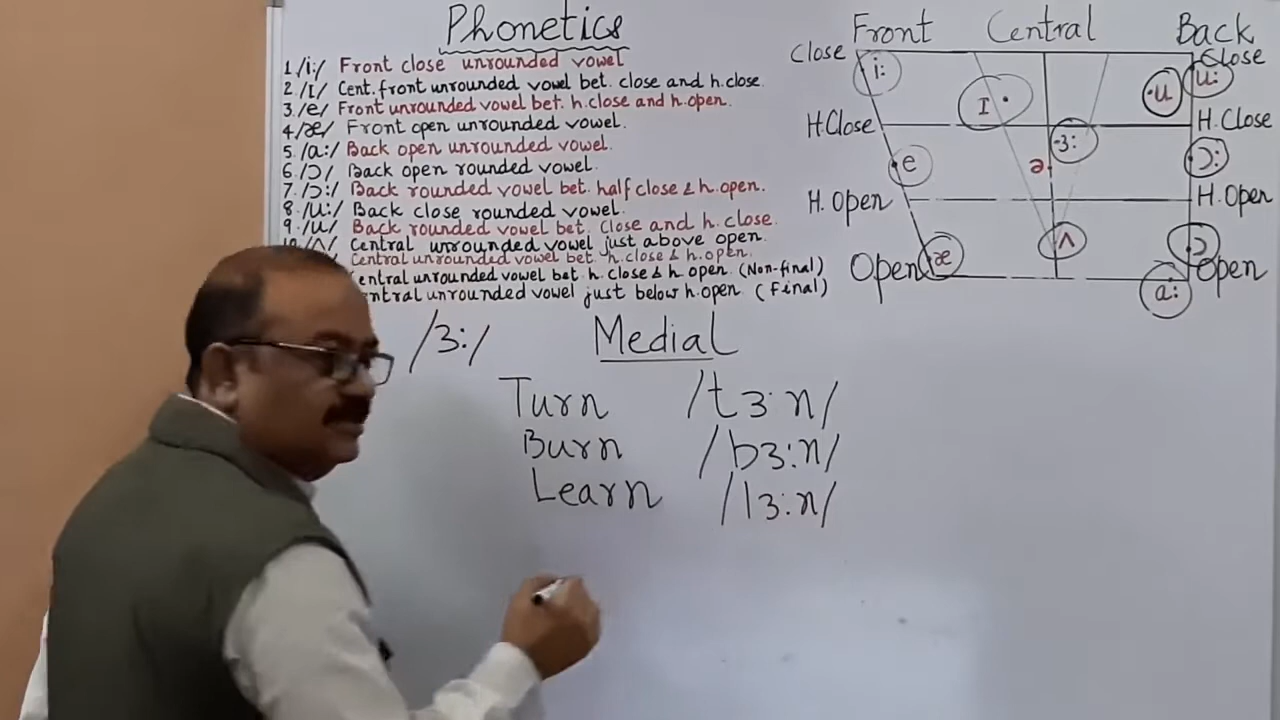 Phonetics
1 /i:/ Front close unrounded vowel
2. /I/ Cent. front unrounded vowel bet. close and h.close.
3. /e/ Front unrounded vowel bet. h.close and h.open.
4 /æ/ Front open unrounded vowel.
5. /a:/ Back open unrounded vowel.
6. /ɔ/ Back open rounded vowel.
7. /ɔ:/ Back rounded vowel bet. half close & h.open.
8. /u:/ Back close rounded vowel.
9. /u/ Back rounded vowel bet. close and h. close.
10 /ʌ/ Central unrounded vowel just above open.
Central unrounded vowel bet. h.close & h.open.
entral unrounded vowel bet. h. close & h open. (Non-final)
ntral unrounded vowel just below h.open (Final)
Front Central Back
Close i: I u u: Close
H.Close H.Close
e ə 3: ɔ:
H. Open H.Open
Open æ ʌ ɔ Open
a:
/3:/ Medial
Turn /t3:n/
Burn /b3:n/
Learn /l3:n/